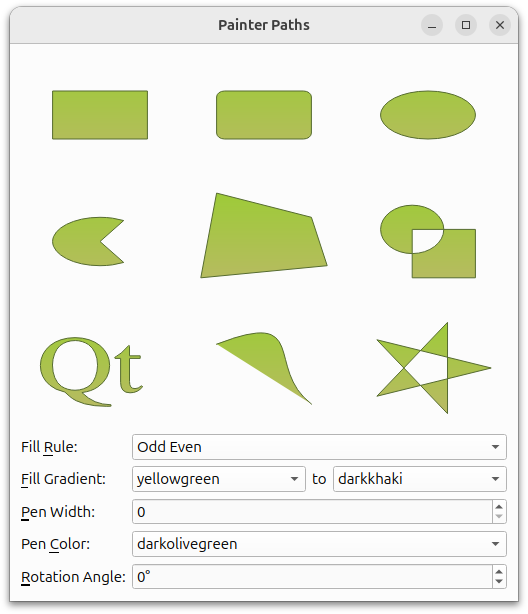 Painter Paths
Qt
Fill Rule: Odd Even
Fill Gradient: yellowgreen to darkkhaki
Pen Width: 0
Pen Color: darkolivegreen
Rotation Angle: 0°